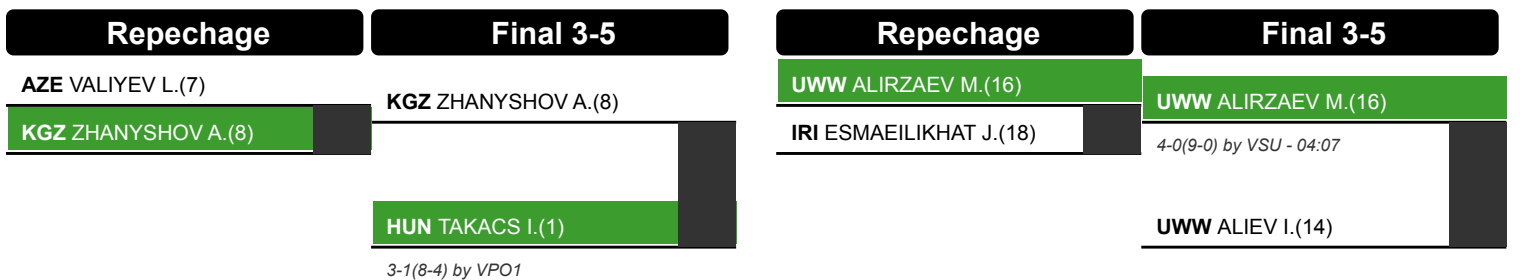 Repechage
Final 3-5
AZE VALIYEV L.(7)
KGZ ZHANYSHOV A.(8)
KGZ ZHANYSHOV A.(8)
HUN TAKACS I.(1)
3-1(8-4) by VPO1
Repechage
Final 3-5
UWW ALIRZAEV M.(16)
IRI ESMAEILIKHAT J.(18)
UWW ALIRZAEV M.(16)
4-0(9-0) by VSU - 04:07
UWW ALIEV I.(14)